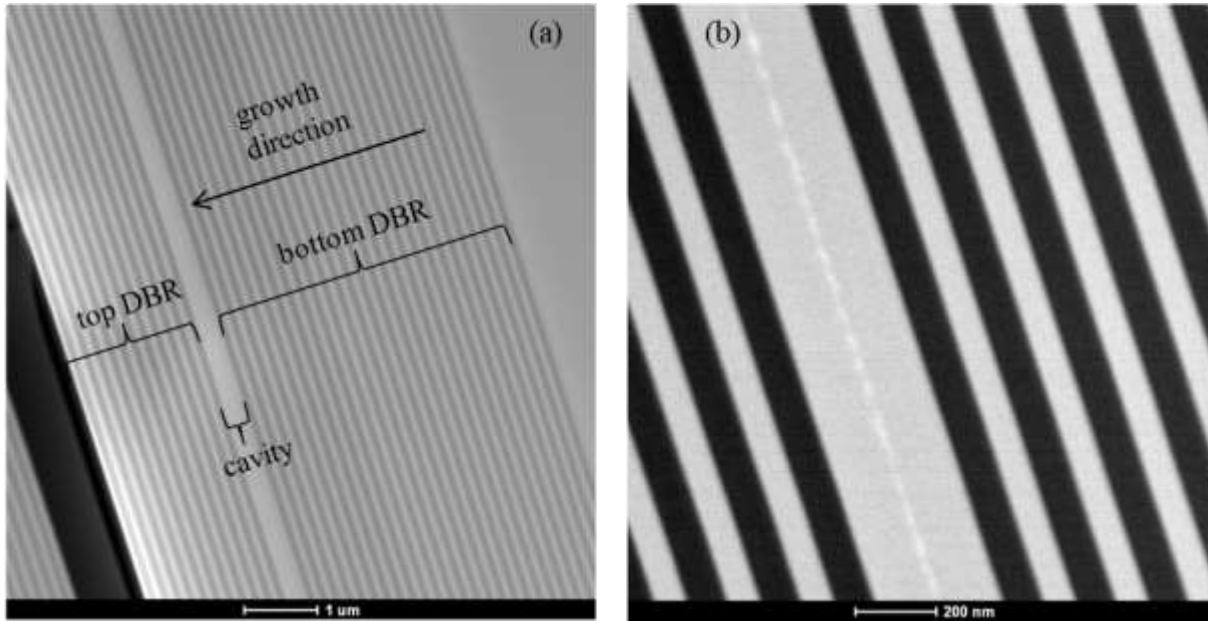 (a)
growth
direction
bottom DBR
top DBR
cavity
1 um
(b)
200 nm